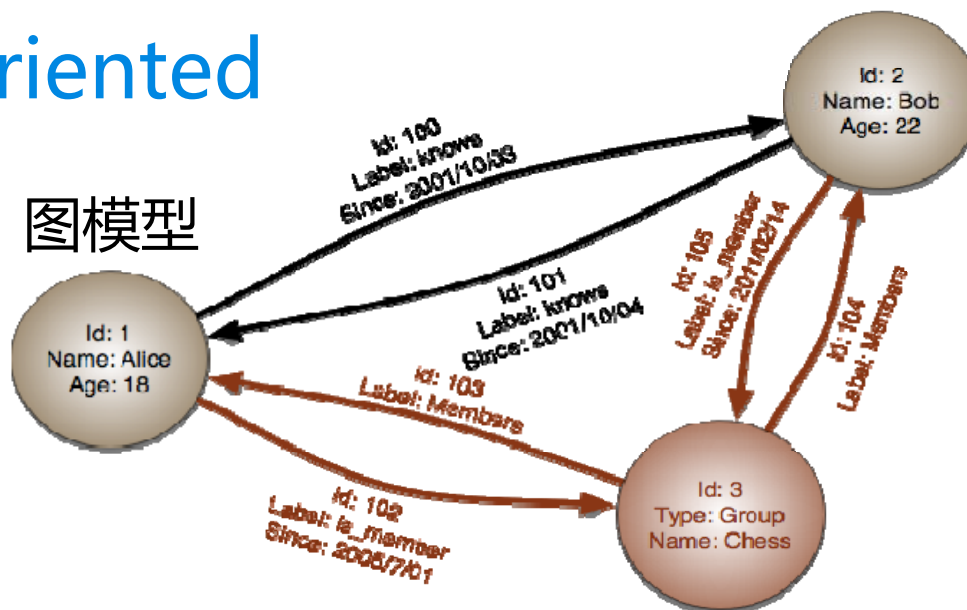 riented
图模型
Id: 2
Name: Bob
Age: 22
Id: 100
Label: knows
Since: 2001/10/03
Id: 101
Label: knows
Since: 2001/10/04
Id: 105
Label: is_member
Since: 2011/02/14
Id: 104
Label: Members
Id: 1
Name: Alice
Age: 18
Id: 103
Label: Members
Id: 102
Label: is_member
Since: 2005/7/01
Id: 3
Type: Group
Name: Chess